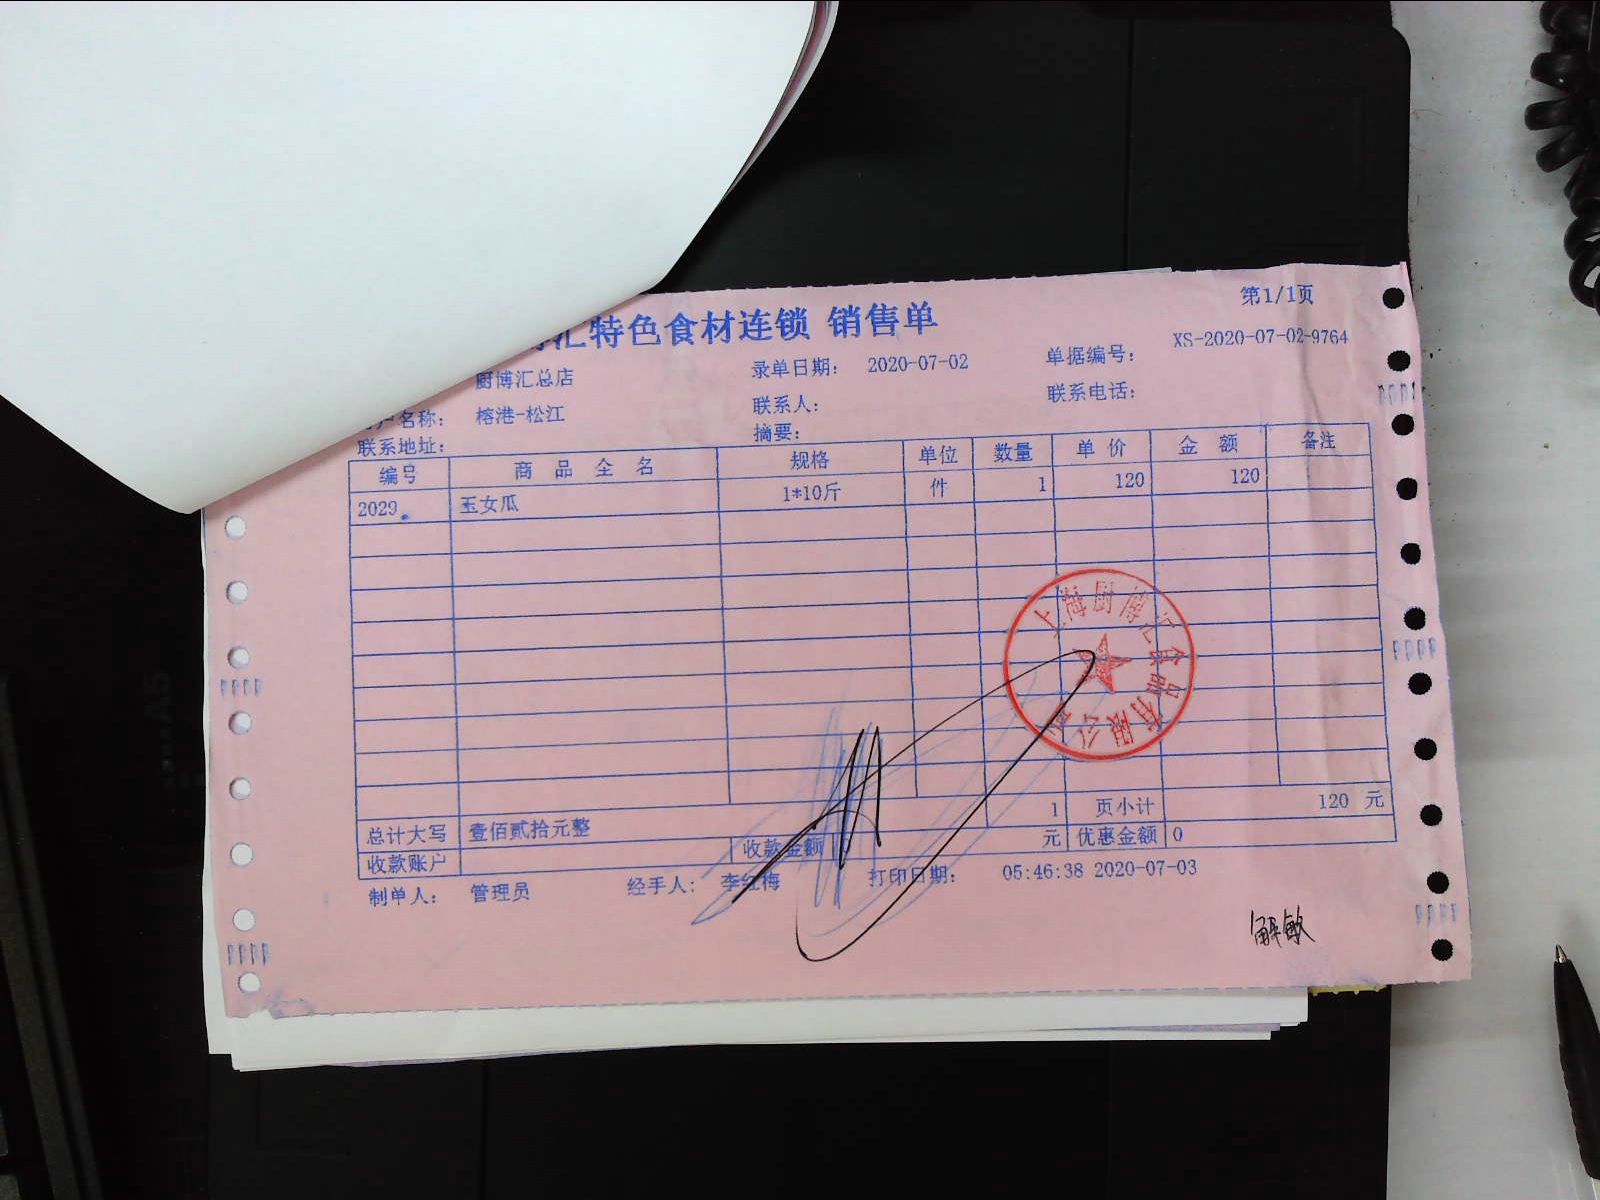 第1/1页
汇特色食材连锁 销售单
XS-2020-07-02-9764
厨博汇总店 录单日期: 2020-07-02 单据编号:
户名称: 榕港-松江 联系人: 联系电话:
联系地址: 摘要:
编号 商品全名 规格 单位 数量 单价 金额 备注
2029 玉女瓜 1*10斤 件 1 120 120
上海厨博汇食品有限公司
1 页小计 120 元
总计大写 壹佰贰拾元整 元 优惠金额 0
收款账户 收款金额
制单人: 管理员 经手人: 李红梅 打印日期: 05:46:38 2020-07-03
解敏